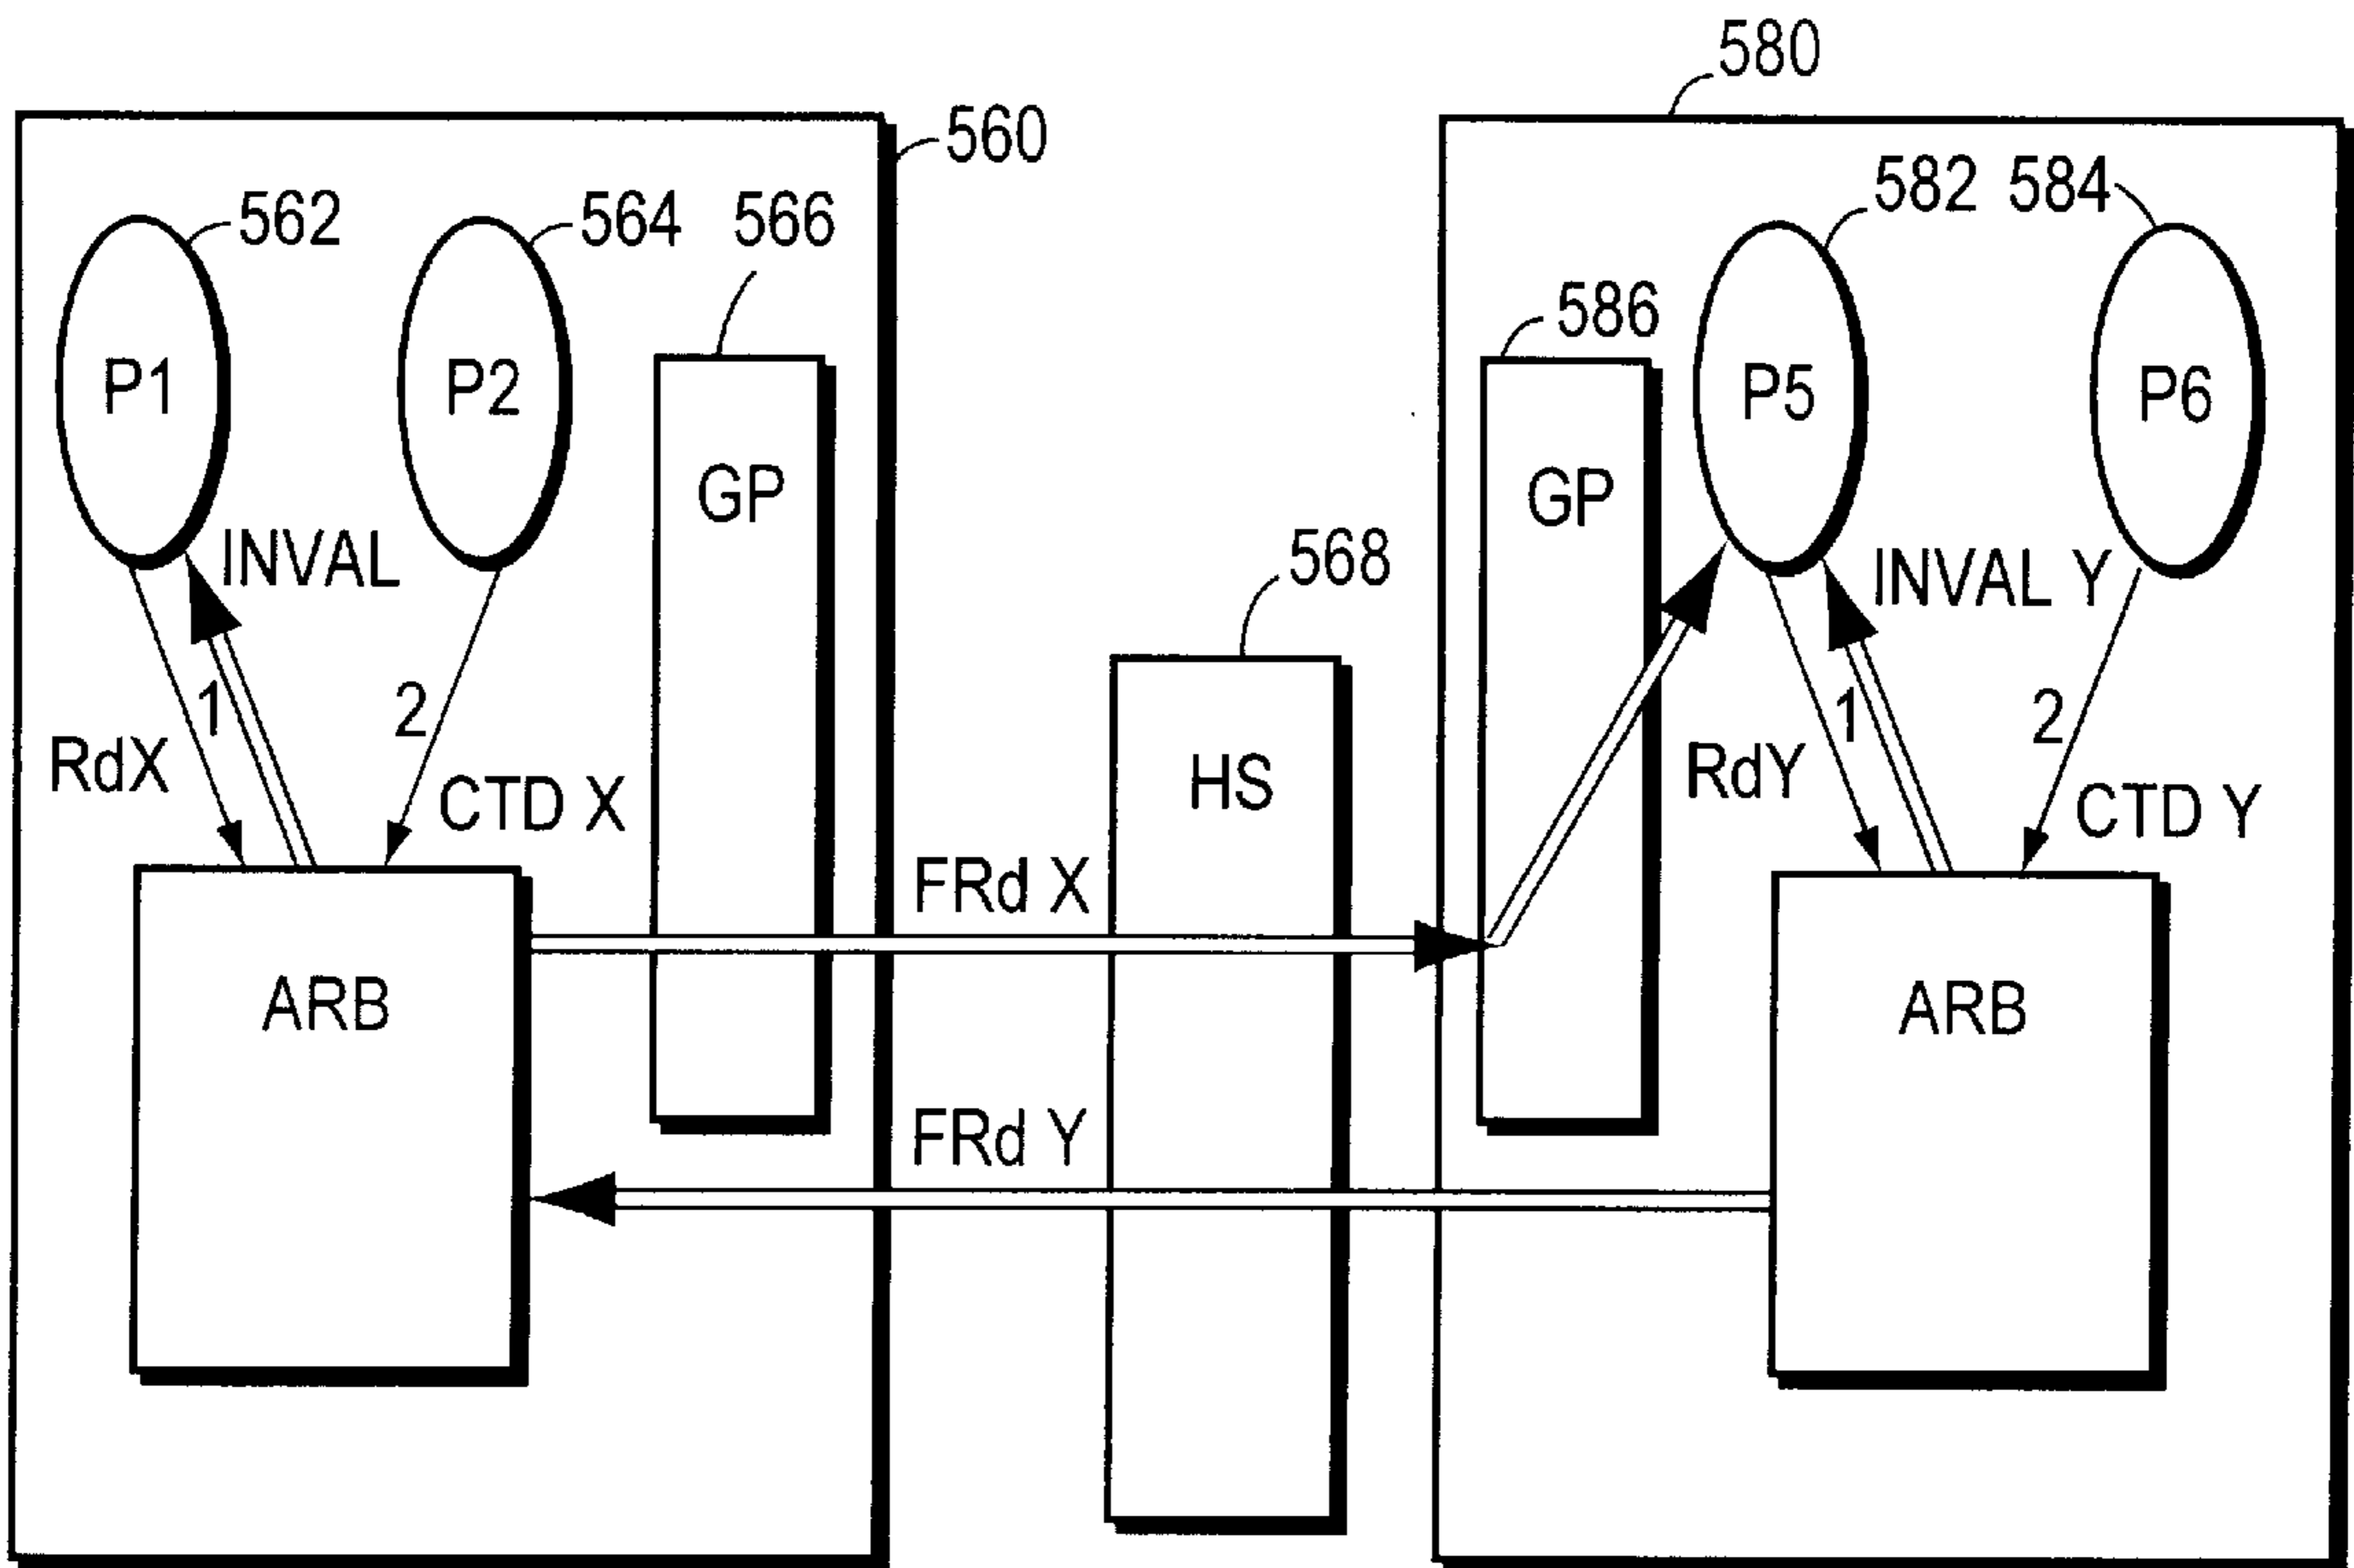 580
560
562
564
566
582
584
586
P1
P2
P5
P6
GP
GP
INVAL
568
INVAL Y
1
2
1
2
RdX
RdY
HS
CTD X
CTD Y
FRd X
ARB
ARB
FRd Y